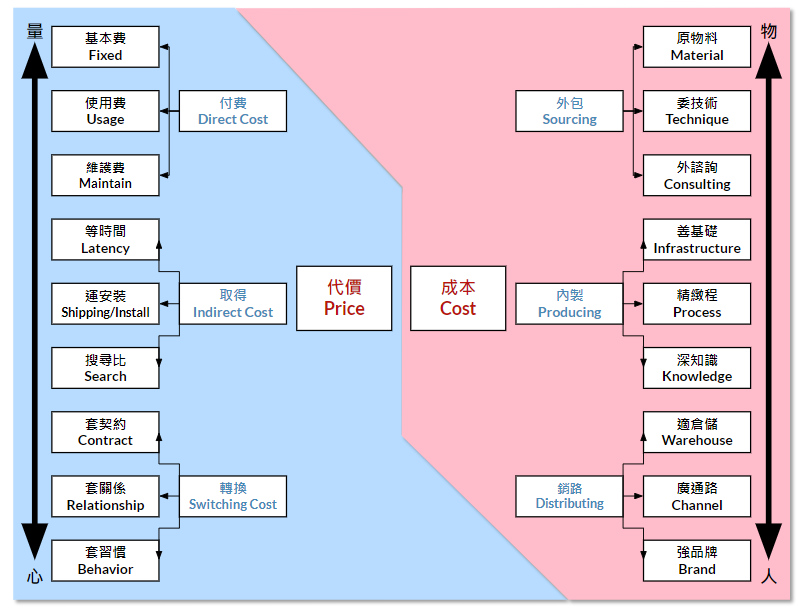 量
基本費
Fixed
使用費
Usage
維護費
Maintain
付費
Direct Cost
等時間
Latency
運安裝
Shipping/Install
搜尋比
Search
取得
Indirect Cost
套契約
Contract
套關係
Relationship
套習慣
Behavior
轉換
Switching Cost
心
代價
Price
成本
Cost
外包
Sourcing
原物料
Material
委技術
Technique
外諮詢
Consulting
內製
Producing
善基礎
Infrastructure
精緻程
Process
深知識
Knowledge
銷路
Distributing
適倉儲
Warehouse
廣通路
Channel
強品牌
Brand
物
人